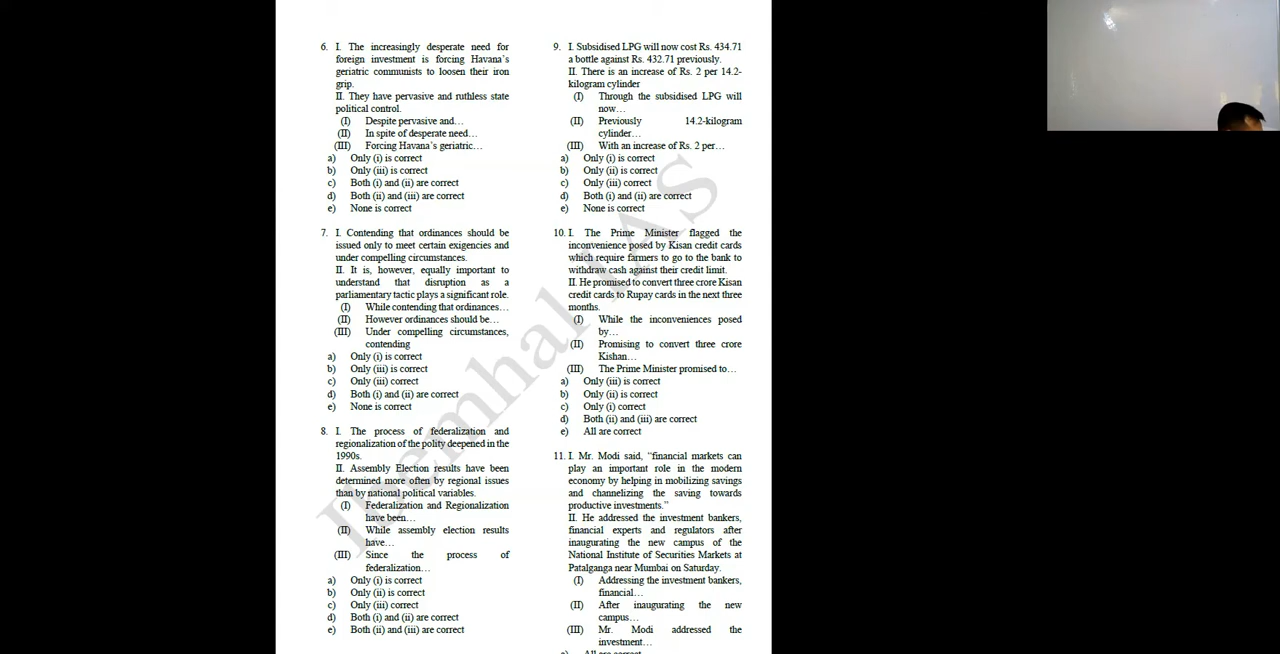 6. I. The increasingly desperate need for
foreign investment is forcing Havana's
geriatric communists to loosen their iron
grip.
II. They have pervasive and ruthless state
political control.
(I) Despite pervasive and…
(II) In spite of desperate need…
(III) Forcing Havana's geriatric…
a) Only (i) is correct
b) Only (iii) is correct
c) Both (i) and (ii) are correct
d) Both (ii) and (iii) are correct
e) None is correct
7. I. Contending that ordinances should be
issued only to meet certain exigencies and
under compelling circumstances.
II. It is, however, equally important to
understand that disruption as a
parliamentary tactic plays a significant role.
(I) While contending that ordinances…
(II) However ordinances should be…
(III) Under compelling circumstances,
contending
a) Only (i) is correct
b) Only (iii) is correct
c) Only (iii) correct
d) Both (i) and (ii) are correct
e) None is correct
8. I. The process of federalization and
regionalization of the polity deepened in the
1990s.
II. Assembly Election results have been
determined more often by regional issues
than by national political variables.
(I) Federalization and Regionalization
have been…
(II) While assembly election results
have…
(III) Since the process of
federalization…
a) Only (i) is correct
b) Only (ii) is correct
c) Only (iii) correct
d) Both (i) and (ii) are correct
e) Both (ii) and (iii) are correct
9. I. Subsidised LPG will now cost Rs. 434.71
a bottle against Rs. 432.71 previously.
II. There is an increase of Rs. 2 per 14.2-
kilogram cylinder
(I) Through the subsidised LPG will
now…
(II) Previously 14.2-kilogram
cylinder…
(III) With an increase of Rs. 2 per…
a) Only (i) is correct
b) Only (ii) is correct
c) Only (iii) correct
d) Both (i) and (ii) are correct
e) None is correct
10. I. The Prime Minister flagged the
inconvenience posed by Kisan credit cards
which require farmers to go to the bank to
withdraw cash against their credit limit.
II. He promised to convert three crore Kisan
credit cards to Rupay cards in the next three
months.
(I) While the inconveniences posed
by…
(II) Promising to convert three crore
Kishan…
(III) The Prime Minister promised to…
a) Only (iii) is correct
b) Only (ii) is correct
c) Only (i) correct
d) Both (ii) and (iii) are correct
e) All are correct
11. I. Mr. Modi said, “financial markets can
play an important role in the modern
economy by helping in mobilizing savings
and channelizing the saving towards
productive investments.”
II. He addressed the investment bankers,
financial experts and regulators after
inaugurating the new campus of the
National Institute of Securities Markets at
Patalganga near Mumbai on Saturday.
(I) Addressing the investment bankers,
financial…
(II) After inaugurating the new
campus…
(III) Mr. Modi addressed the
investment…
a) All are correct
IAS